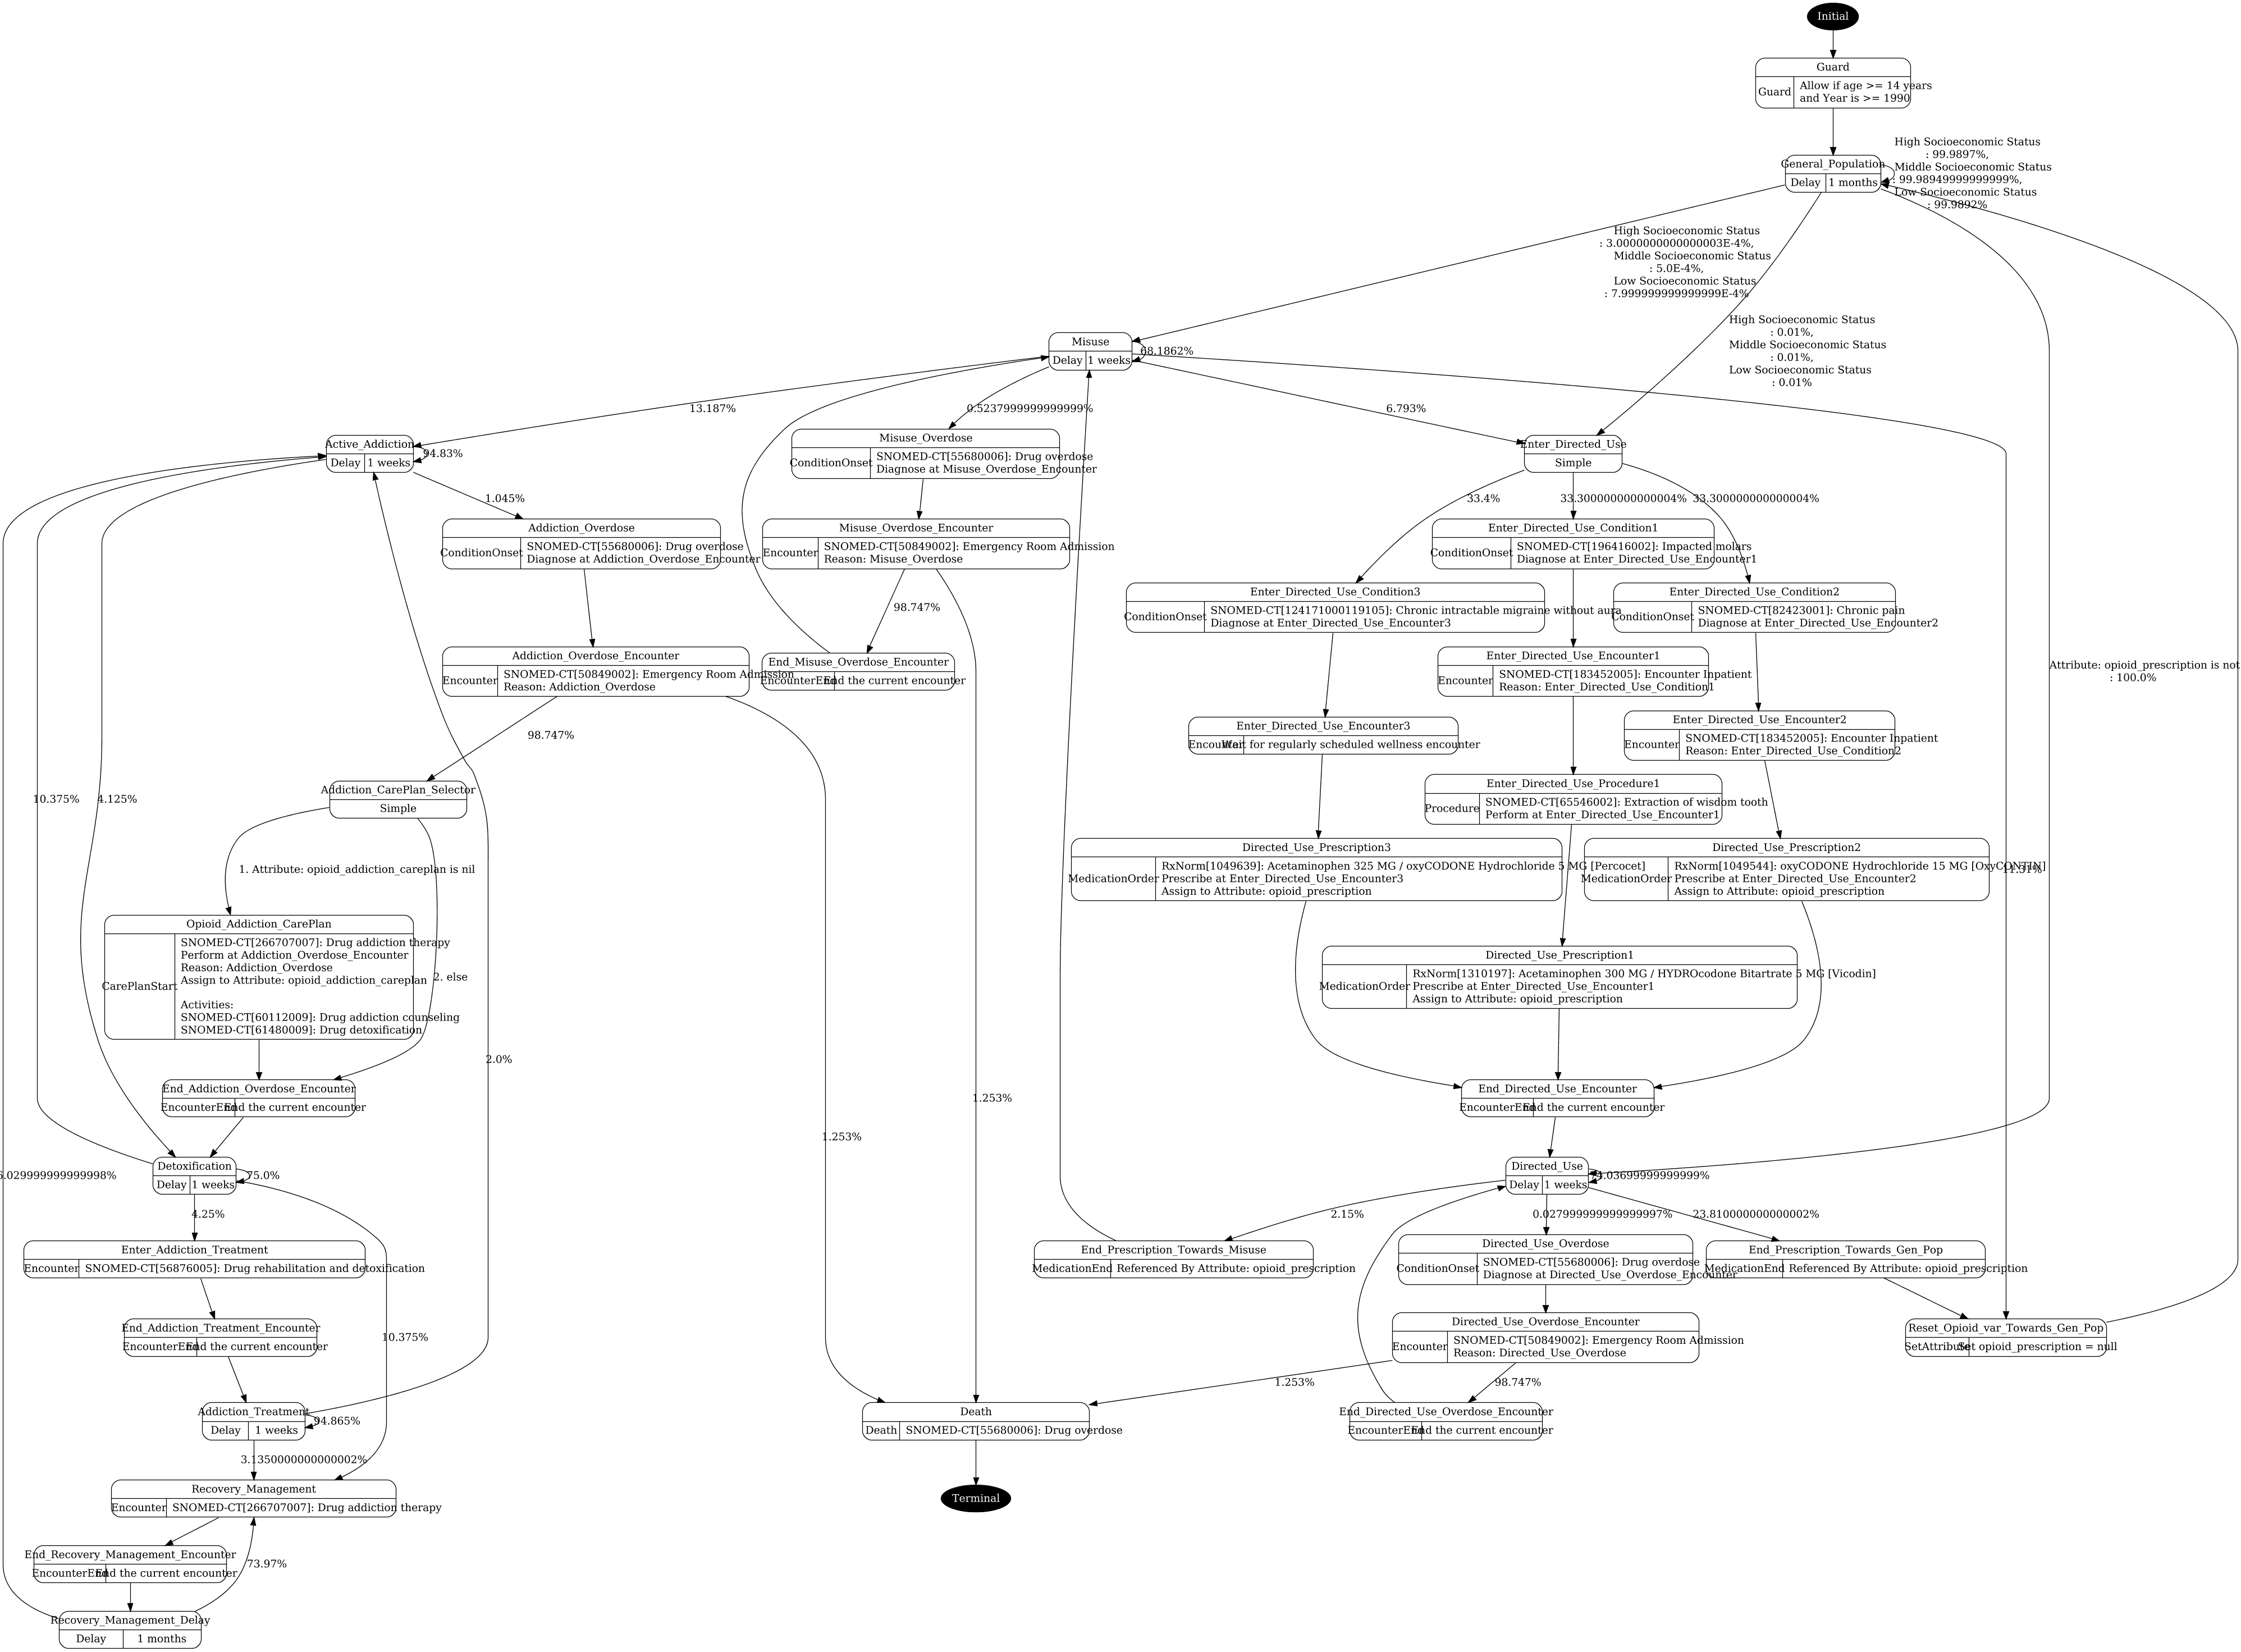 Initial
Guard
Guard
Allow if age >= 14 years
and Year is >= 1990
General_Population
Delay
1 months
High Socioeconomic Status
: 99.9897%,
Middle Socioeconomic Status
: 99.98949999999999%,
Low Socioeconomic Status
: 99.9892%
High Socioeconomic Status
: 3.0000000000000003E-4%,
Middle Socioeconomic Status
: 5.0E-4%,
Low Socioeconomic Status
: 7.999999999999999E-4%
High Socioeconomic Status
: 0.01%,
Middle Socioeconomic Status
: 0.01%,
Low Socioeconomic Status
: 0.01%
Misuse
Delay
1 weeks
68.1862%
13.187%
0.5237999999999999%
6.793%
Active_Addiction
Delay
1 weeks
94.83%
Misuse_Overdose
ConditionOnset
SNOMED-CT[55680006]: Drug overdose
Diagnose at Misuse_Overdose_Encounter
Enter_Directed_Use
Simple
1.045%
33.4%
33.300000000000004%
33.300000000000004%
Addiction_Overdose
ConditionOnset
SNOMED-CT[55680006]: Drug overdose
Diagnose at Addiction_Overdose_Encounter
Misuse_Overdose_Encounter
Encounter
SNOMED-CT[50849002]: Emergency Room Admission
Reason: Misuse_Overdose
Enter_Directed_Use_Condition1
ConditionOnset
SNOMED-CT[196416002]: Impacted molars
Diagnose at Enter_Directed_Use_Encounter1
Enter_Directed_Use_Condition3
ConditionOnset
SNOMED-CT[124171000119105]: Chronic intractable migraine without aura
Diagnose at Enter_Directed_Use_Encounter3
Enter_Directed_Use_Condition2
ConditionOnset
SNOMED-CT[82423001]: Chronic pain
Diagnose at Enter_Directed_Use_Encounter2
98.747%
Addiction_Overdose_Encounter
Encounter
SNOMED-CT[50849002]: Emergency Room Admission
Reason: Addiction_Overdose
End_Misuse_Overdose_Encounter
EncounterEnd
End the current encounter
Enter_Directed_Use_Encounter1
Encounter
SNOMED-CT[183452005]: Encounter Inpatient
Reason: Enter_Directed_Use_Condition1
Attribute: opioid_prescription is not
: 100.0%
Enter_Directed_Use_Encounter3
Encounter
Wait for regularly scheduled wellness encounter
Enter_Directed_Use_Encounter2
Encounter
SNOMED-CT[183452005]: Encounter Inpatient
Reason: Enter_Directed_Use_Condition2
98.747%
10.375%
4.125%
Addiction_CarePlan_Selector
Simple
Enter_Directed_Use_Procedure1
Procedure
SNOMED-CT[65546002]: Extraction of wisdom tooth
Perform at Enter_Directed_Use_Encounter1
1. Attribute: opioid_addiction_careplan is nil
Directed_Use_Prescription3
MedicationOrder
RxNorm[1049639]: Acetaminophen 325 MG / oxyCODONE Hydrochloride 5 MG [Percocet]
Prescribe at Enter_Directed_Use_Encounter3
Assign to Attribute: opioid_prescription
Directed_Use_Prescription2
MedicationOrder
RxNorm[1049544]: oxyCODONE Hydrochloride 15 MG [OxyCONTIN]
Prescribe at Enter_Directed_Use_Encounter2
Assign to Attribute: opioid_prescription
11.31%
Opioid_Addiction_CarePlan
CarePlanStart
SNOMED-CT[266707007]: Drug addiction therapy
Perform at Addiction_Overdose_Encounter
Reason: Addiction_Overdose
Assign to Attribute: opioid_addiction_careplan
Activities:
SNOMED-CT[60112009]: Drug addiction counseling
SNOMED-CT[61480009]: Drug detoxification
2. else
Directed_Use_Prescription1
MedicationOrder
RxNorm[1310197]: Acetaminophen 300 MG / HYDROcodone Bitartrate 5 MG [Vicodin]
Prescribe at Enter_Directed_Use_Encounter1
Assign to Attribute: opioid_prescription
2.0%
End_Addiction_Overdose_Encounter
EncounterEnd
End the current encounter
1.253%
End_Directed_Use_Encounter
EncounterEnd
End the current encounter
1.253%
Detoxification
Delay
1 weeks
75.0%
Directed_Use
Delay
1 weeks
4.25%
2.15%
0.027999999999999997%
23.810000000000002%
Enter_Addiction_Treatment
Encounter
SNOMED-CT[56876005]: Drug rehabilitation and detoxification
End_Prescription_Towards_Misuse
MedicationEnd
Referenced By Attribute: opioid_prescription
Directed_Use_Overdose
ConditionOnset
SNOMED-CT[55680006]: Drug overdose
Diagnose at Directed_Use_Overdose_Encounter
End_Prescription_Towards_Gen_Pop
MedicationEnd
Referenced By Attribute: opioid_prescription
End_Addiction_Treatment_Encounter
EncounterEnd
End the current encounter
10.375%
Directed_Use_Overdose_Encounter
Encounter
SNOMED-CT[50849002]: Emergency Room Admission
Reason: Directed_Use_Overdose
Reset_Opioid_var_Towards_Gen_Pop
SetAttribute
Set opioid_prescription = null
1.253%
98.747%
Addiction_Treatment
Delay
1 weeks
94.865%
Death
Death
SNOMED-CT[55680006]: Drug overdose
End_Directed_Use_Overdose_Encounter
EncounterEnd
End the current encounter
3.1350000000000002%
Recovery_Management
Encounter
SNOMED-CT[266707007]: Drug addiction therapy
Terminal
End_Recovery_Management_Encounter
EncounterEnd
End the current encounter
73.97%
Recovery_Management_Delay
Delay
1 months